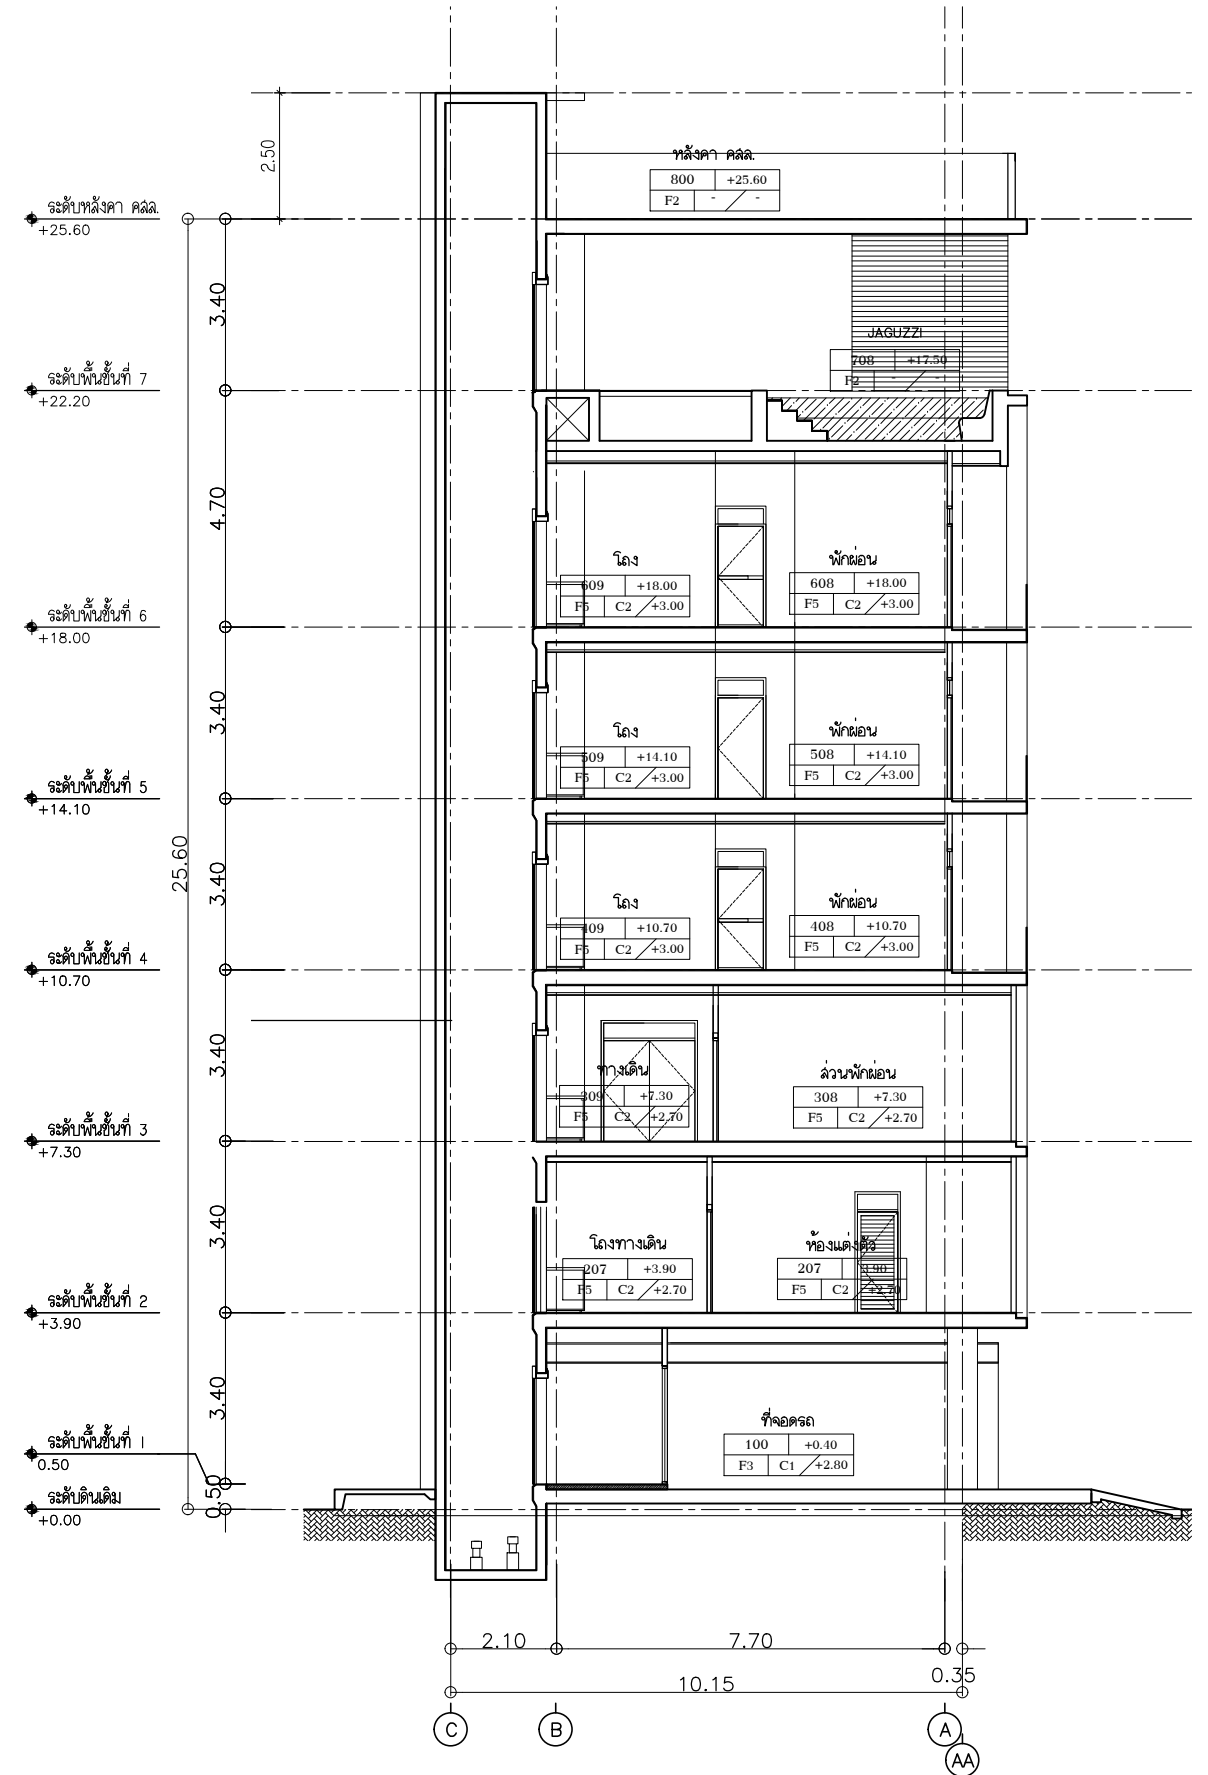 2.50
หลังคา คสล.
800 +25.60
F2 - -
ระดับหลังคา คสล.
+25.60
3.40
JAGUZZI
708 +17.50
F2 - -
ระดับพื้นชั้นที่ 7
+22.20
4.70
โถง
609 +18.00
F5 C2 +3.00
พักผ่อน
608 +18.00
F5 C2 +3.00
ระดับพื้นชั้นที่ 6
+18.00
3.40
โถง
509 +14.10
F5 C2 +3.00
พักผ่อน
508 +14.10
F5 C2 +3.00
ระดับพื้นชั้นที่ 5
+14.10
25.60
3.40
โถง
409 +10.70
F5 C2 +3.00
พักผ่อน
408 +10.70
F5 C2 +3.00
ระดับพื้นชั้นที่ 4
+10.70
3.40
ทางเดิน
309 +7.30
F5 C2 +2.70
ส่วนพักผ่อน
308 +7.30
F5 C2 +2.70
ระดับพื้นชั้นที่ 3
+7.30
3.40
โถงทางเดิน
207 +3.90
F5 C2 +2.70
ห้องแต่งตัว
207 3.90
F5 C2 +2.70
ระดับพื้นชั้นที่ 2
+3.90
3.40
ที่จอดรถ
100 +0.40
F3 C1 +2.80
ระดับพื้นชั้นที่ 1
0.50
0.50
ระดับดินเดิม
+0.00
2.10 7.70
0.35
10.15
C B A
AA